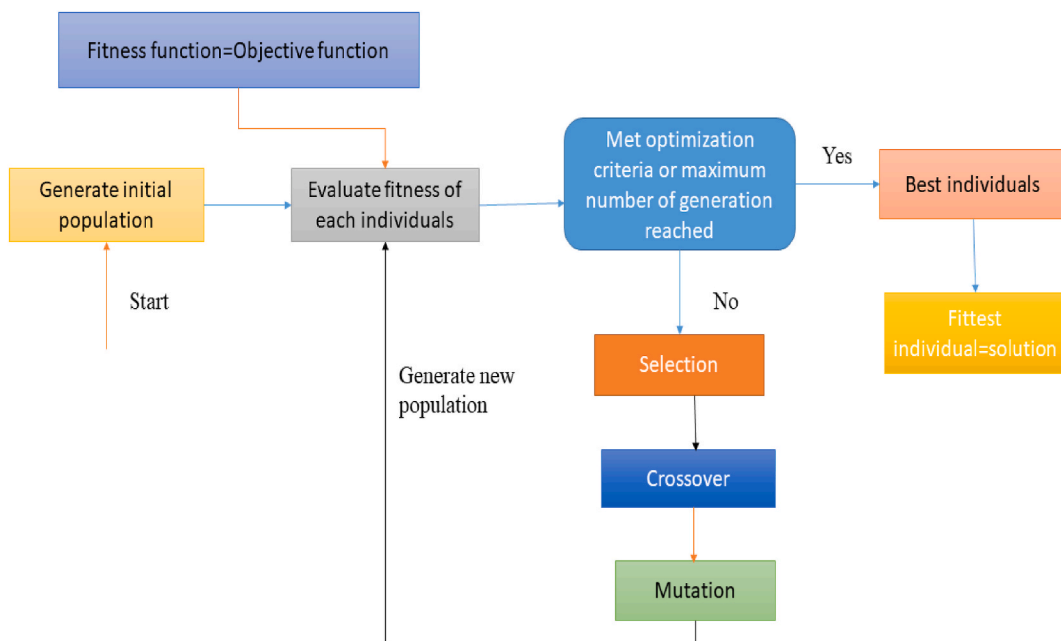 Fitness function=Objective function
Generate initial
population
Evaluate fitness of
each individuals
Met optimization
criteria or maximum
number of generation
reached
Yes
Best individuals
Start
No
Fittest
individual=solution
Selection
Generate new
population
Crossover
Mutation